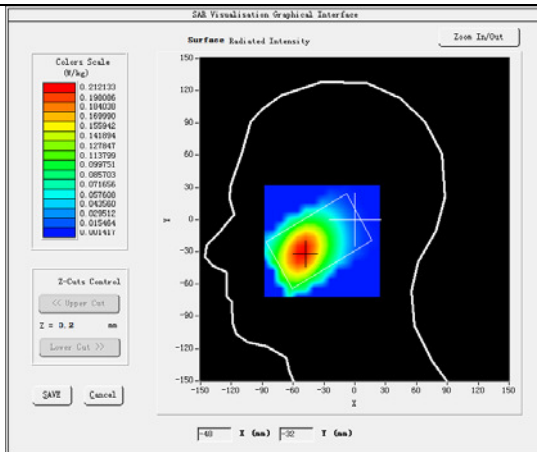 SAR Visualisation Graphical Interface
Surface Radiated Intensity
Zoom In/Out
Colors Scale
(W/kg)
0.212133
0.198086
0.184038
0.169990
0.155942
0.141894
0.127847
0.113799
0.099751
0.085703
0.071656
0.057608
0.043560
0.029512
0.015464
0.001417
Z-Cuts Control
<< Upper Cut
Z = 3.2 mm
Lower Cut >>
SAVE Cancel
150
120
90
60
30
0
-30
-60
-90
-120
-150
Y
-150 -120 -90 -60 -30 0 30 60 90 120 150
X
-48 X (mm) -32 Y (mm)